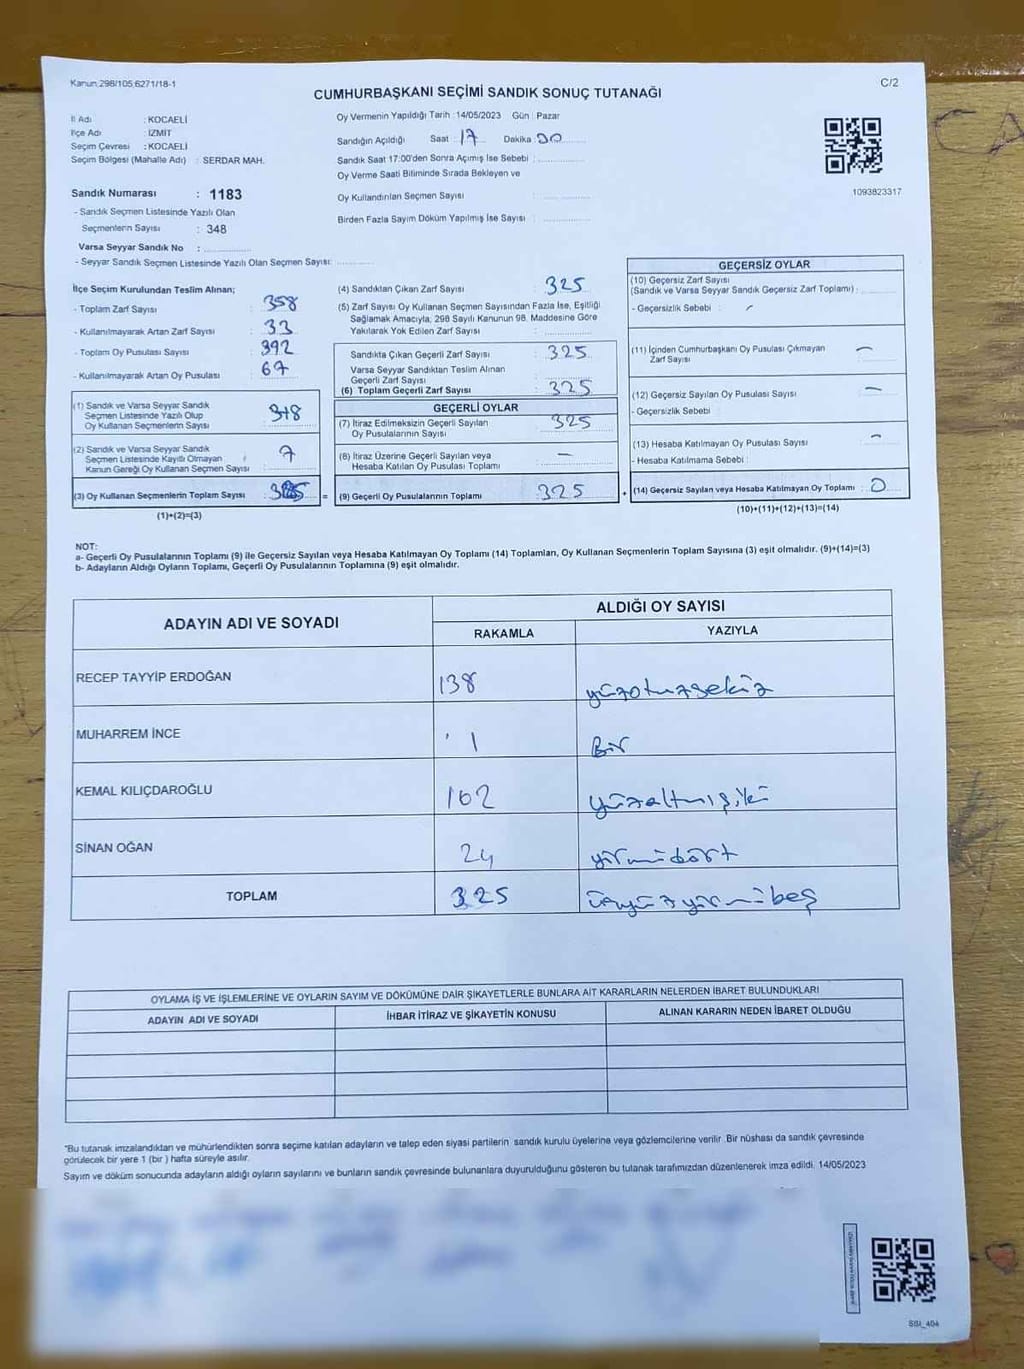 Kanun.298/105,6271/18-1
C/2
CUMHURBAŞKANI SEÇİMİ SANDIK SONUÇ TUTANAĞI
İl Adı : KOCAELİ
İlçe Adı : İZMİT
Seçim Çevresi : KOCAELİ
Seçim Bölgesi (Mahalle Adı) : SERDAR MAH.
Sandık Numarası : 1183
- Sandık Seçmen Listesinde Yazılı Olan
Seçmenlerin Sayısı : 348
Varsa Seyyar Sandık No :
- Seyyar Sandık Seçmen Listesinde Yazılı Olan Seçmen Sayısı:
Oy Vermenin Yapıldığı Tarih :14/05/2023 Gün : Pazar
Sandığın Açıldığı Saat : 17 Dakika : 00
Sandık Saat 17:00'den Sonra Açımış İse Sebebi :
Oy Verme Saati Bitiminde Sırada Bekleyen ve
Oy Kullandırılan Seçmen Sayısı :
Birden Fazla Sayım Döküm Yapılmış İse Sayısı :
1093823317
İlçe Seçim Kurulundan Teslim Alınan;
- Toplam Zarf Sayısı : 358
- Kullanılmayarak Artan Zarf Sayısı : 33
- Toplam Oy Pusulası Sayısı : 392
- Kullanılmayarak Artan Oy Pusulası : 67
(1) Sandık ve Varsa Seyyar Sandık
Seçmen Listesinde Yazılı Olup
Oy Kullanan Seçmenlerin Sayısı : 318
(2) Sandık ve Varsa Seyyar Sandık
Seçmen Listesinde Kayıtlı Olmayan
Kanun Gereği Oy Kullanan Seçmen Sayısı : 7
(3) Oy Kullanan Seçmenlerin Toplam Sayısı : 325 =
(1)+(2)=(3)
(4) Sandıktan Çıkan Zarf Sayısı : 325
(5) Zarf Sayısı Oy Kullanan Seçmen Sayısından Fazla İse, Eşitliği
Sağlamak Amacıyla, 298 Sayılı Kanunun 98. Maddesine Göre
Yakılarak Yok Edilen Zarf Sayısı :
Sandıkta Çıkan Geçerli Zarf Sayısı : 325
Varsa Seyyar Sandıktan Teslim Alınan
Geçerli Zarf Sayısı :
(6) Toplam Geçerli Zarf Sayısı : 325
GEÇERLİ OYLAR
(7) İtiraz Edilmeksizin Geçerli Sayılan
Oy Pusulalarının Sayısı : 325
(8) İtiraz Üzerine Geçerli Sayılan veya
Hesaba Katılan Oy Pusulası Toplamı : —
(9) Geçerli Oy Pusulalarının Toplamı : 325 +
GEÇERSİZ OYLAR
(10) Geçersiz Zarf Sayısı
(Sandık ve Varsa Seyyar Sandık Geçersiz Zarf Toplamı) :
- Geçersizlik Sebebi : -
(11) İçinden Cumhurbaşkanı Oy Pusulası Çıkmayan
Zarf Sayısı : —
(12) Geçersiz Sayılan Oy Pusulası Sayısı : —
- Geçersizlik Sebebi :
(13) Hesaba Katılmayan Oy Pusulası Sayısı : -
- Hesaba Katılmama Sebebi :
(14) Geçersiz Sayılan veya Hesaba Katılmayan Oy Toplamı : 0
(10)+(11)+(12)+(13)=(14)
NOT:
a- Geçerli Oy Pusulalarının Toplamı (9) ile Geçersiz Sayılan veya Hesaba Katılmayan Oy Toplamı (14) Toplamları, Oy Kullanan Seçmenlerin Toplam Sayısına (3) eşit olmalıdır. (9)+(14)=(3)
b- Adayların Aldığı Oyların Toplamı, Geçerli Oy Pusulalarının Toplamına (9) eşit olmalıdır.
ADAYIN ADI VE SOYADI
ALDIĞI OY SAYISI
RAKAMLA YAZIYLA
RECEP TAYYİP ERDOĞAN 138 yüzotuzsekiz
MUHARREM İNCE 1 Bir
KEMAL KILIÇDAROĞLU 162 yüzaltmışiki
SİNAN OĞAN 24 yirmidört
TOPLAM 325 üçyüzyirmibeş
OYLAMA İŞ VE İŞLEMLERİNE VE OYLARIN SAYIM VE DÖKÜMÜNE DAİR ŞİKAYETLERLE BUNLARA AİT KARARLARIN NELERDEN İBARET BULUNDUKLARI
ADAYIN ADI VE SOYADI İHBAR İTİRAZ VE ŞİKAYETİN KONUSU ALINAN KARARIN NEDEN İBARET OLDUĞU
*Bu tutanak imzalandıktan ve mühürlendikten sonra seçime katılan adayların ve talep eden siyasi partilerin sandık kurulu üyelerine veya gözlemcilerine verilir. Bir nüshası da sandık çevresinde
görülecek bir yere 1 (bir ) hafta süreyle asılır.
Sayım ve döküm sonucunda adayların aldığı oyların sayılarını ve bunların sandık çevresinde bulunanlara duyurulduğunu gösteren bu tutanak tarafımızdan düzenlenerek imza edildi. 14/05/2023
SSI_404